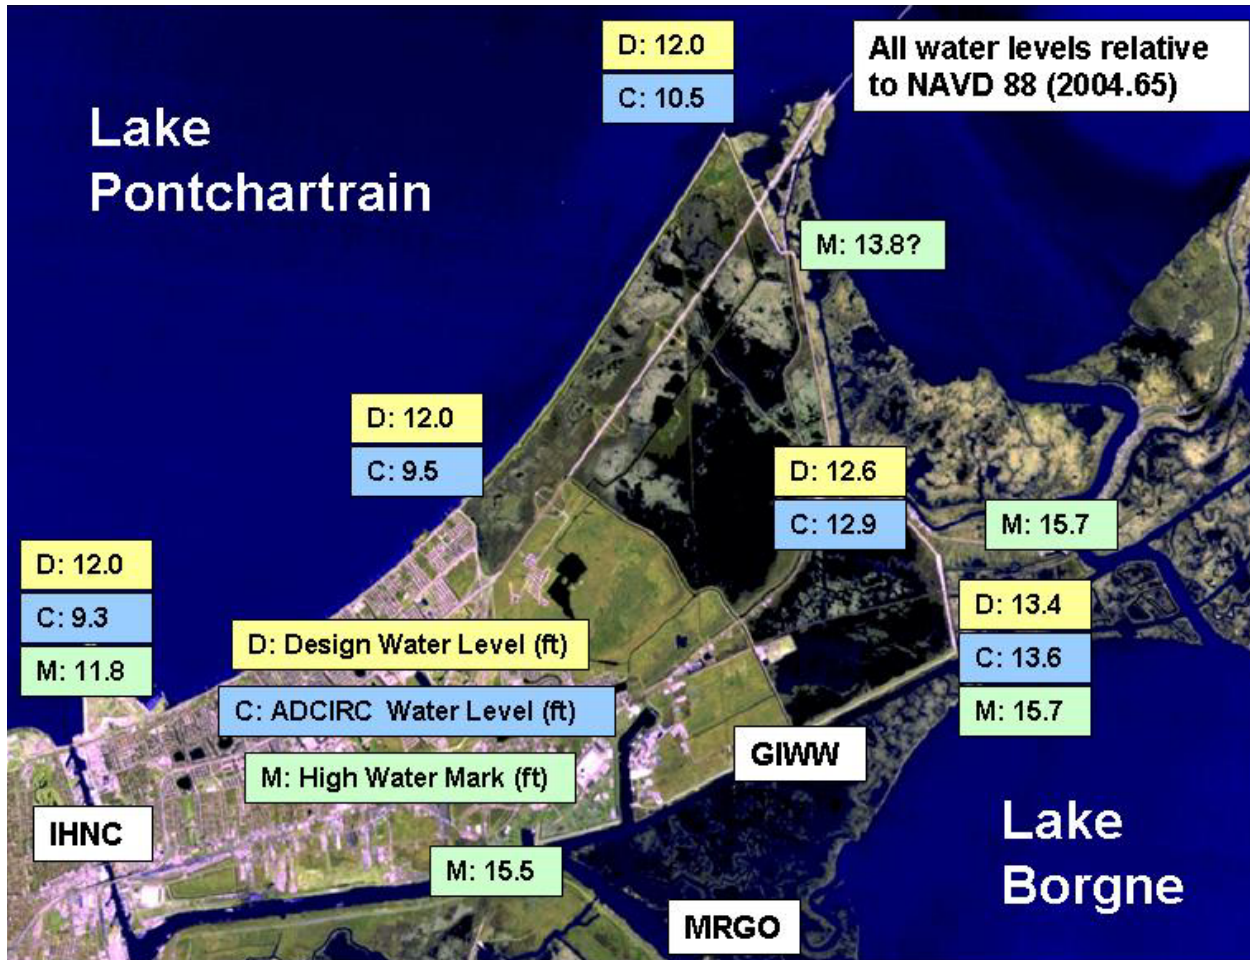 D: 12.0
C: 10.5
All water levels relative
to NAVD 88 (2004.65)
Lake
Pontchartrain
M: 13.8?
D: 12.0
C: 9.5
D: 12.6
C: 12.9
M: 15.7
D: 12.0
C: 9.3
M: 11.8
D: 13.4
C: 13.6
M: 15.7
D: Design Water Level (ft)
C: ADCIRC Water Level (ft)
M: High Water Mark (ft)
GIWW
IHNC
Lake
Borgne
M: 15.5
MRGO